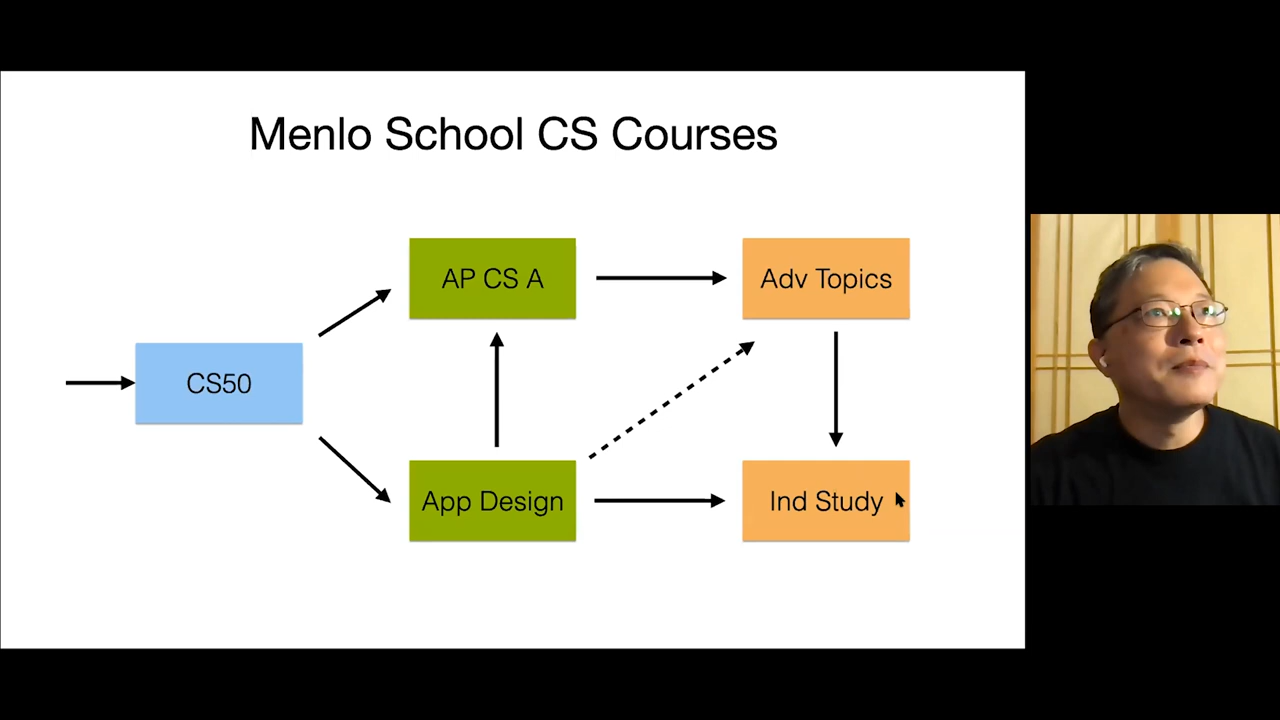 Menlo School CS Courses
AP CS A
Adv Topics
CS50
App Design
Ind Study